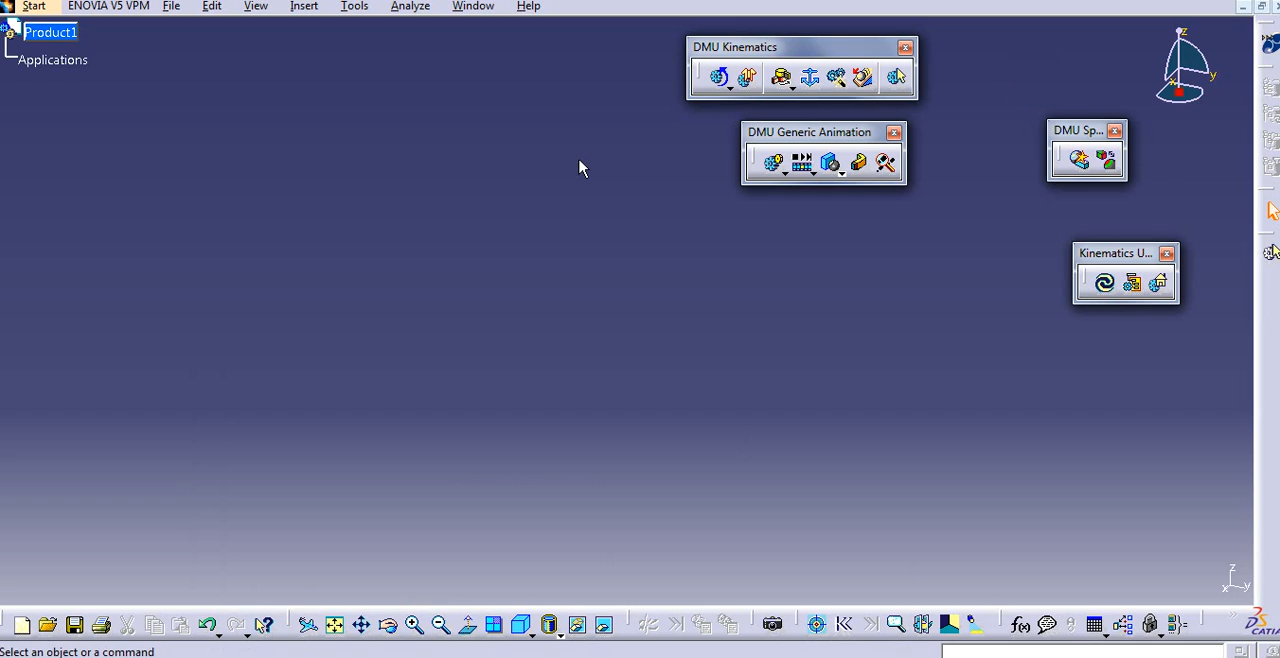 Start ENOVIA V5 VPM File Edit View Insert Tools Analyze Window Help
Product1
Applications
DMU Kinematics
DMU Generic Animation
DMU Sp...
Kinematics U...
z
y
x
z
x y
f(x)
Select an object or a command